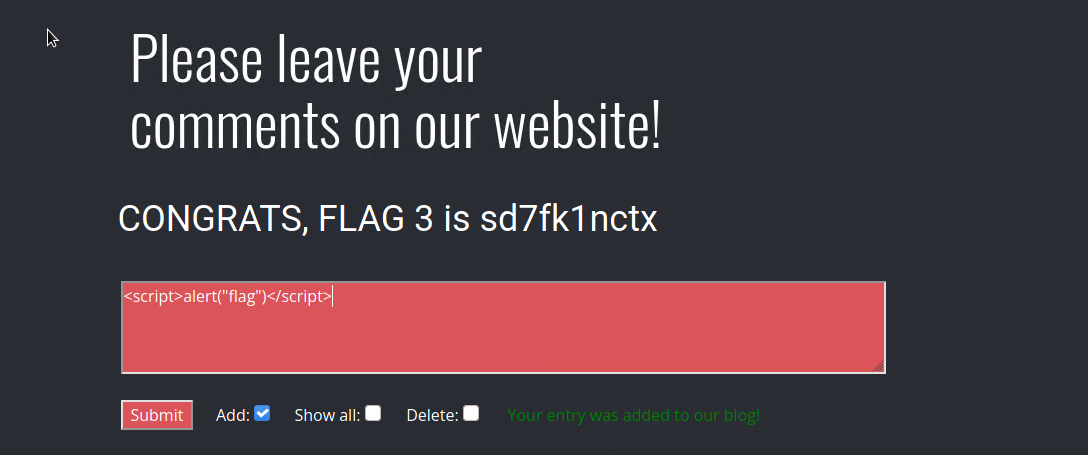 Please leave your
comments on our website!
CONGRATS, FLAG 3 is sd7fk1nctx
<script>alert("flag")</script>
Submit Add: Show all: Delete: Your entry was added to our blog!